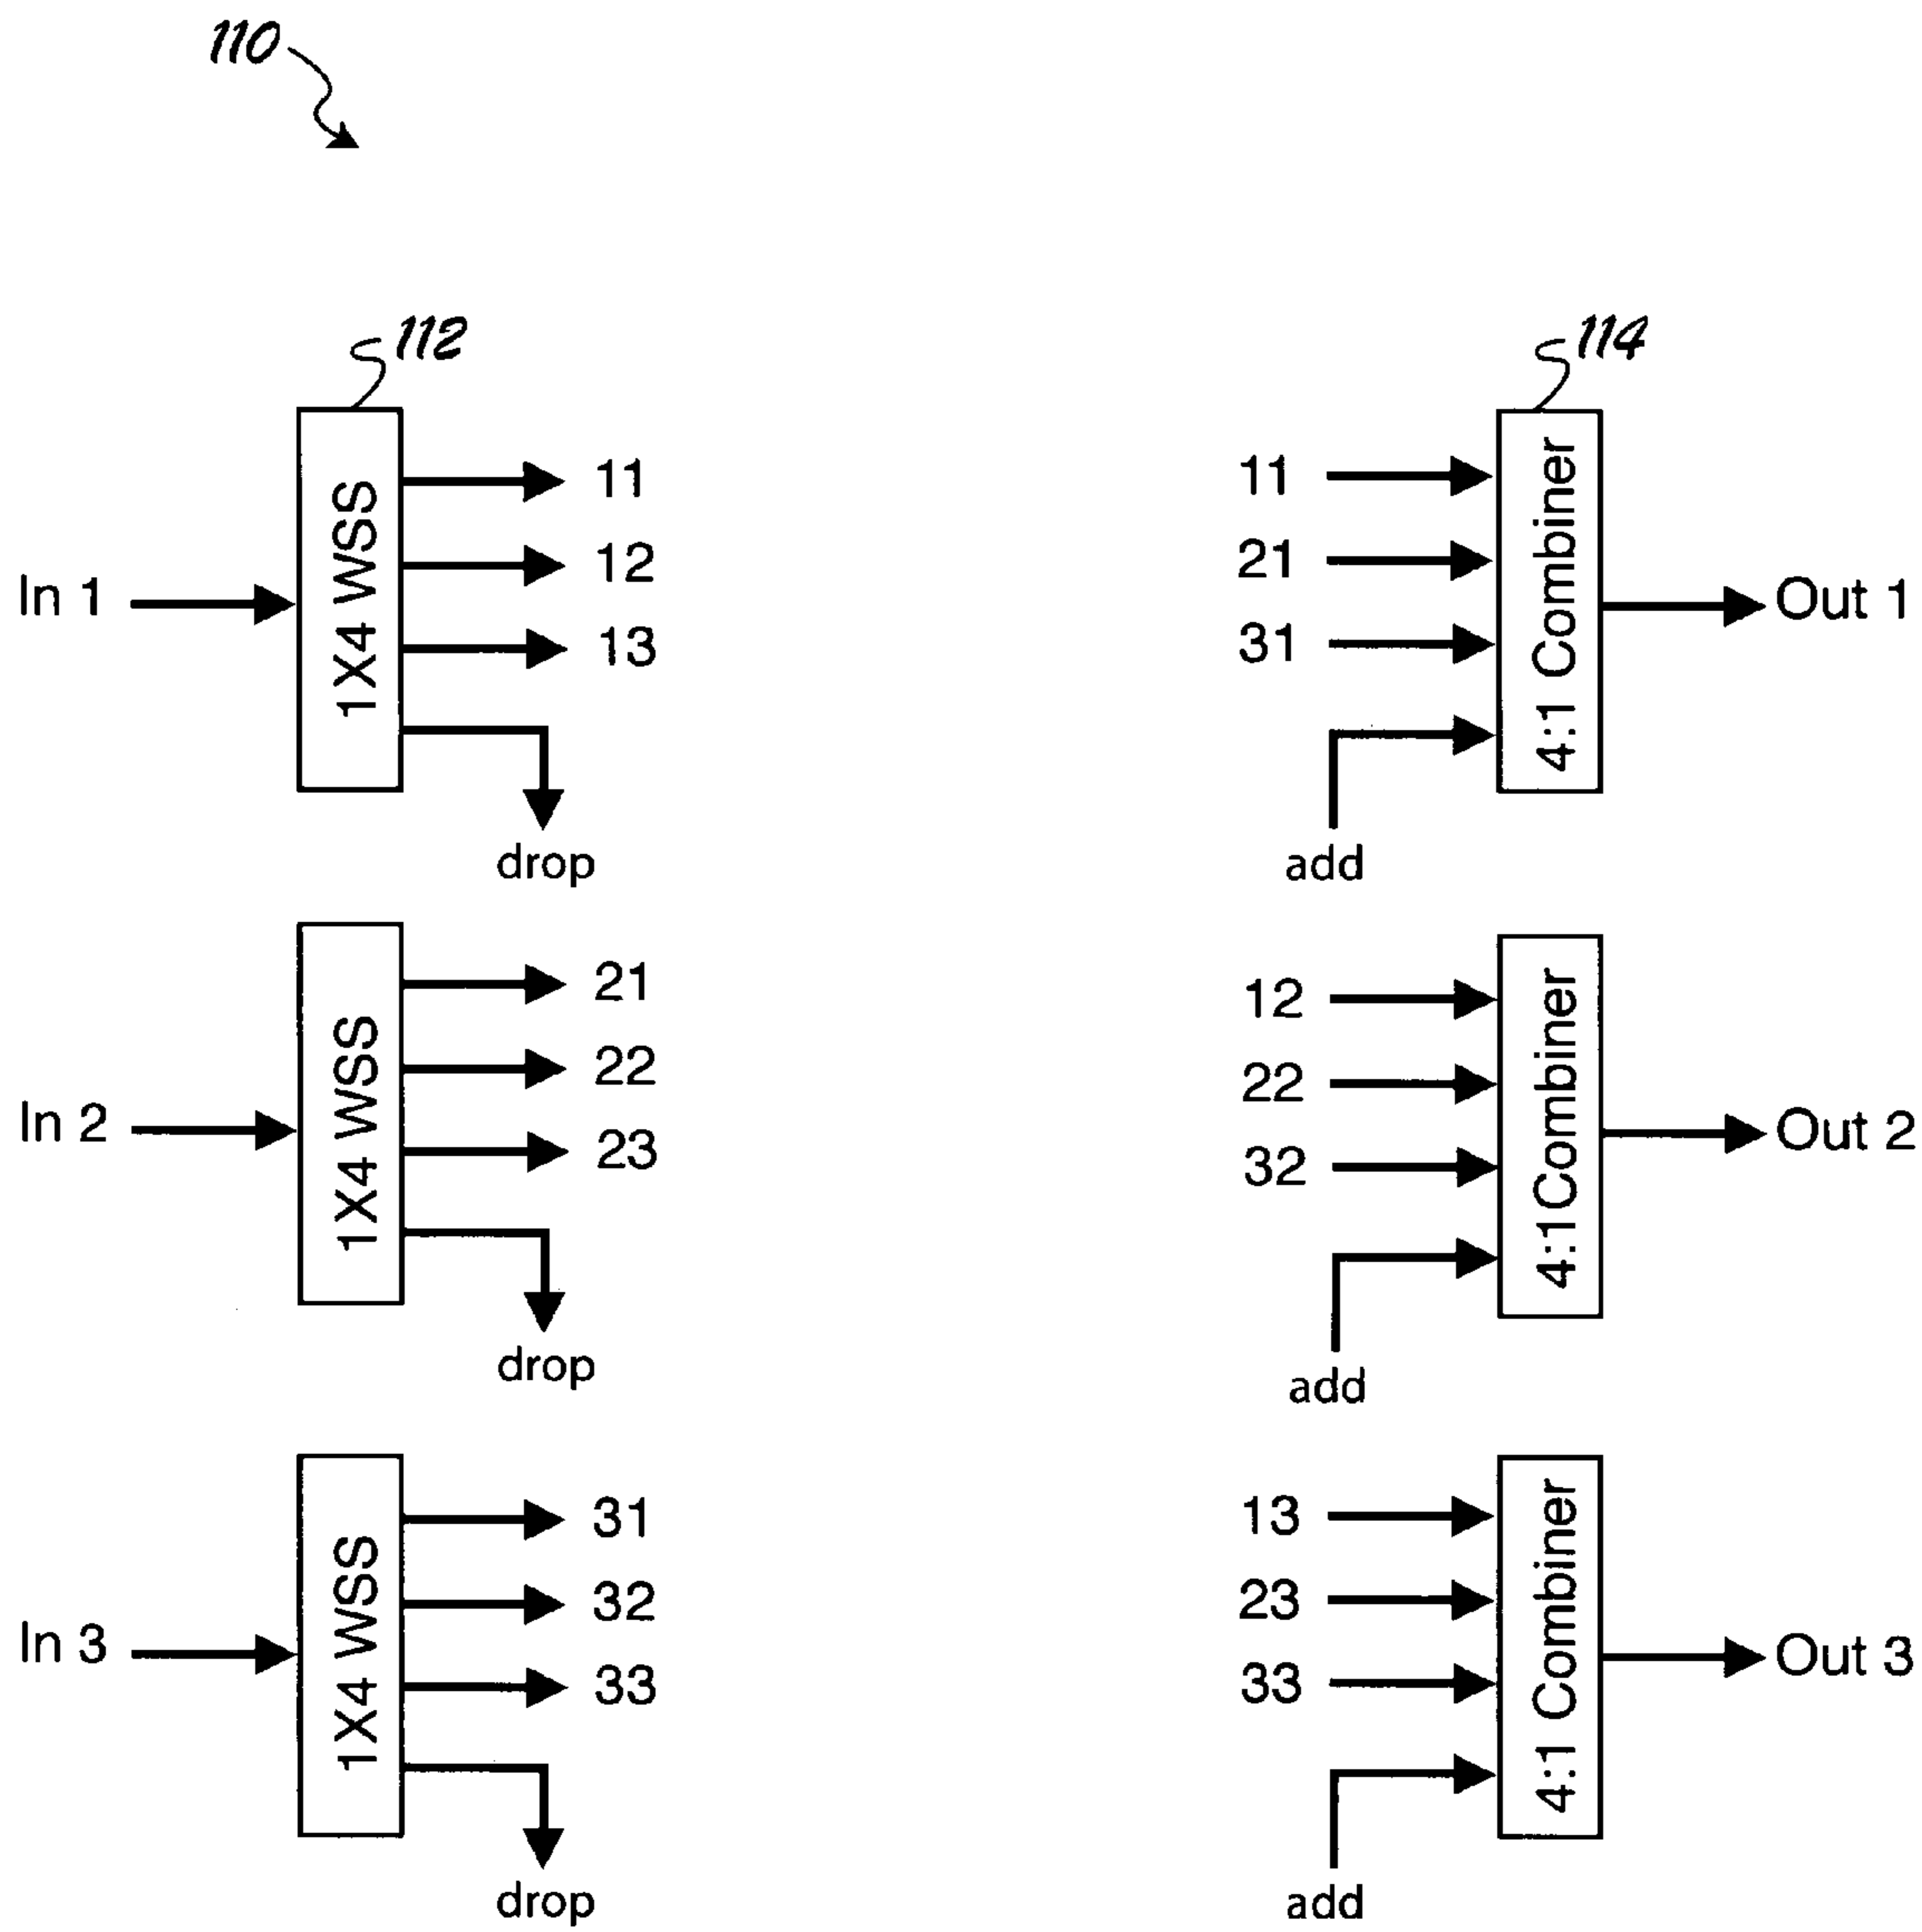 110
112
114
In 1
1X4 WSS
11
12
13
drop
11
21
31
add
4:1 Combiner
Out 1
In 2
1X4 WSS
21
22
23
drop
12
22
32
add
4:1Combiner
Out 2
In 3
1X4 WSS
31
32
33
drop
13
23
33
add
4:1 Combiner
Out 3